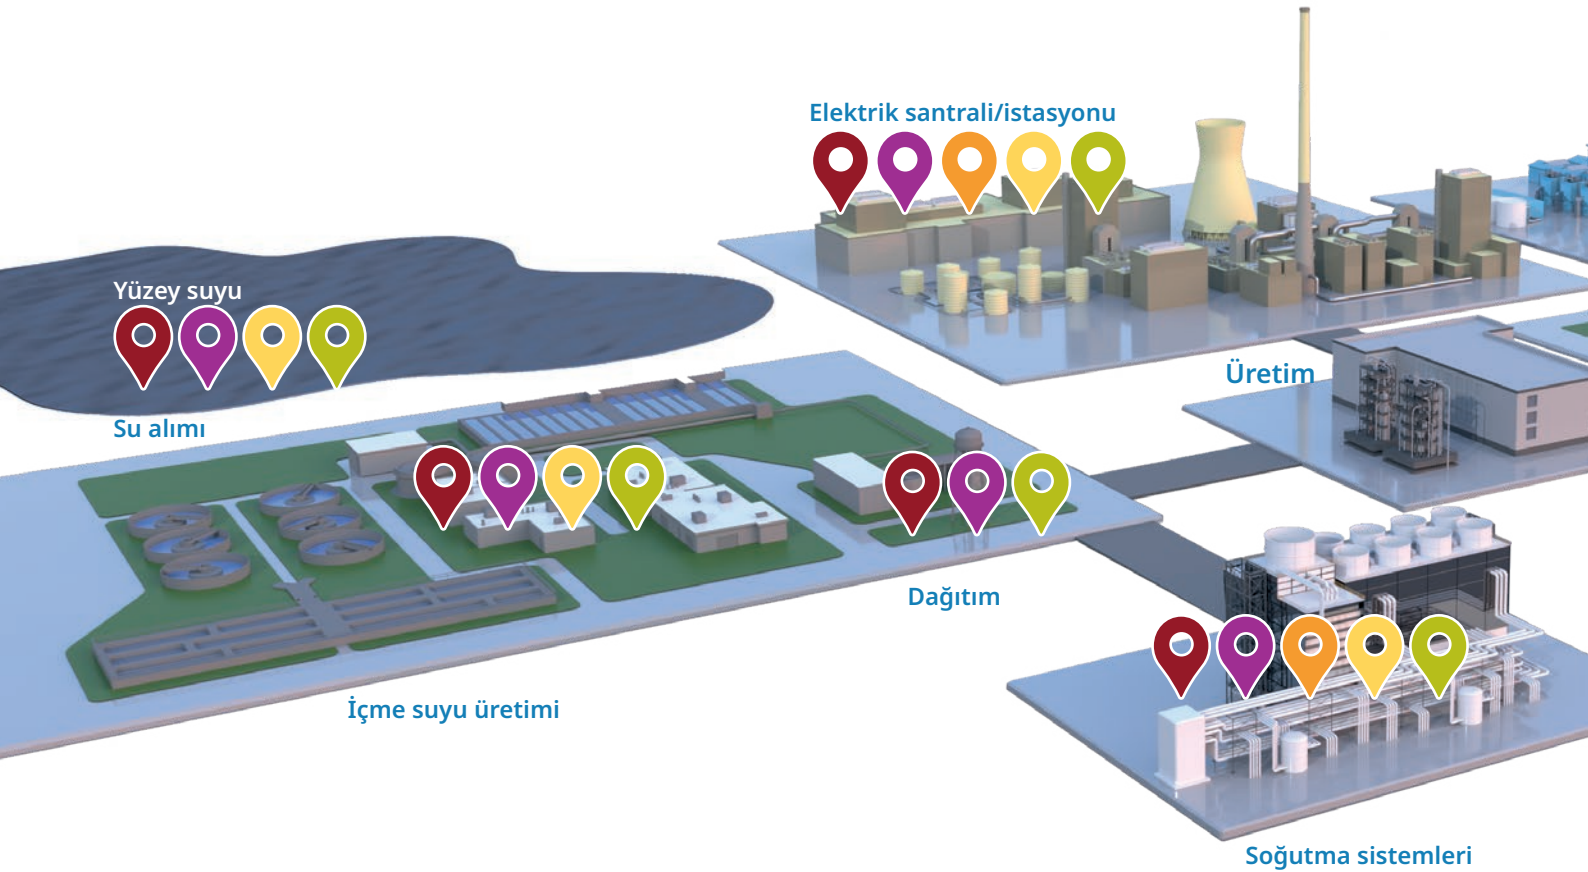 Elektrik santrali/istasyonu
Yüzey suyu
Üretim
Su alımı
Dağıtım
İçme suyu üretimi
Soğutma sistemleri